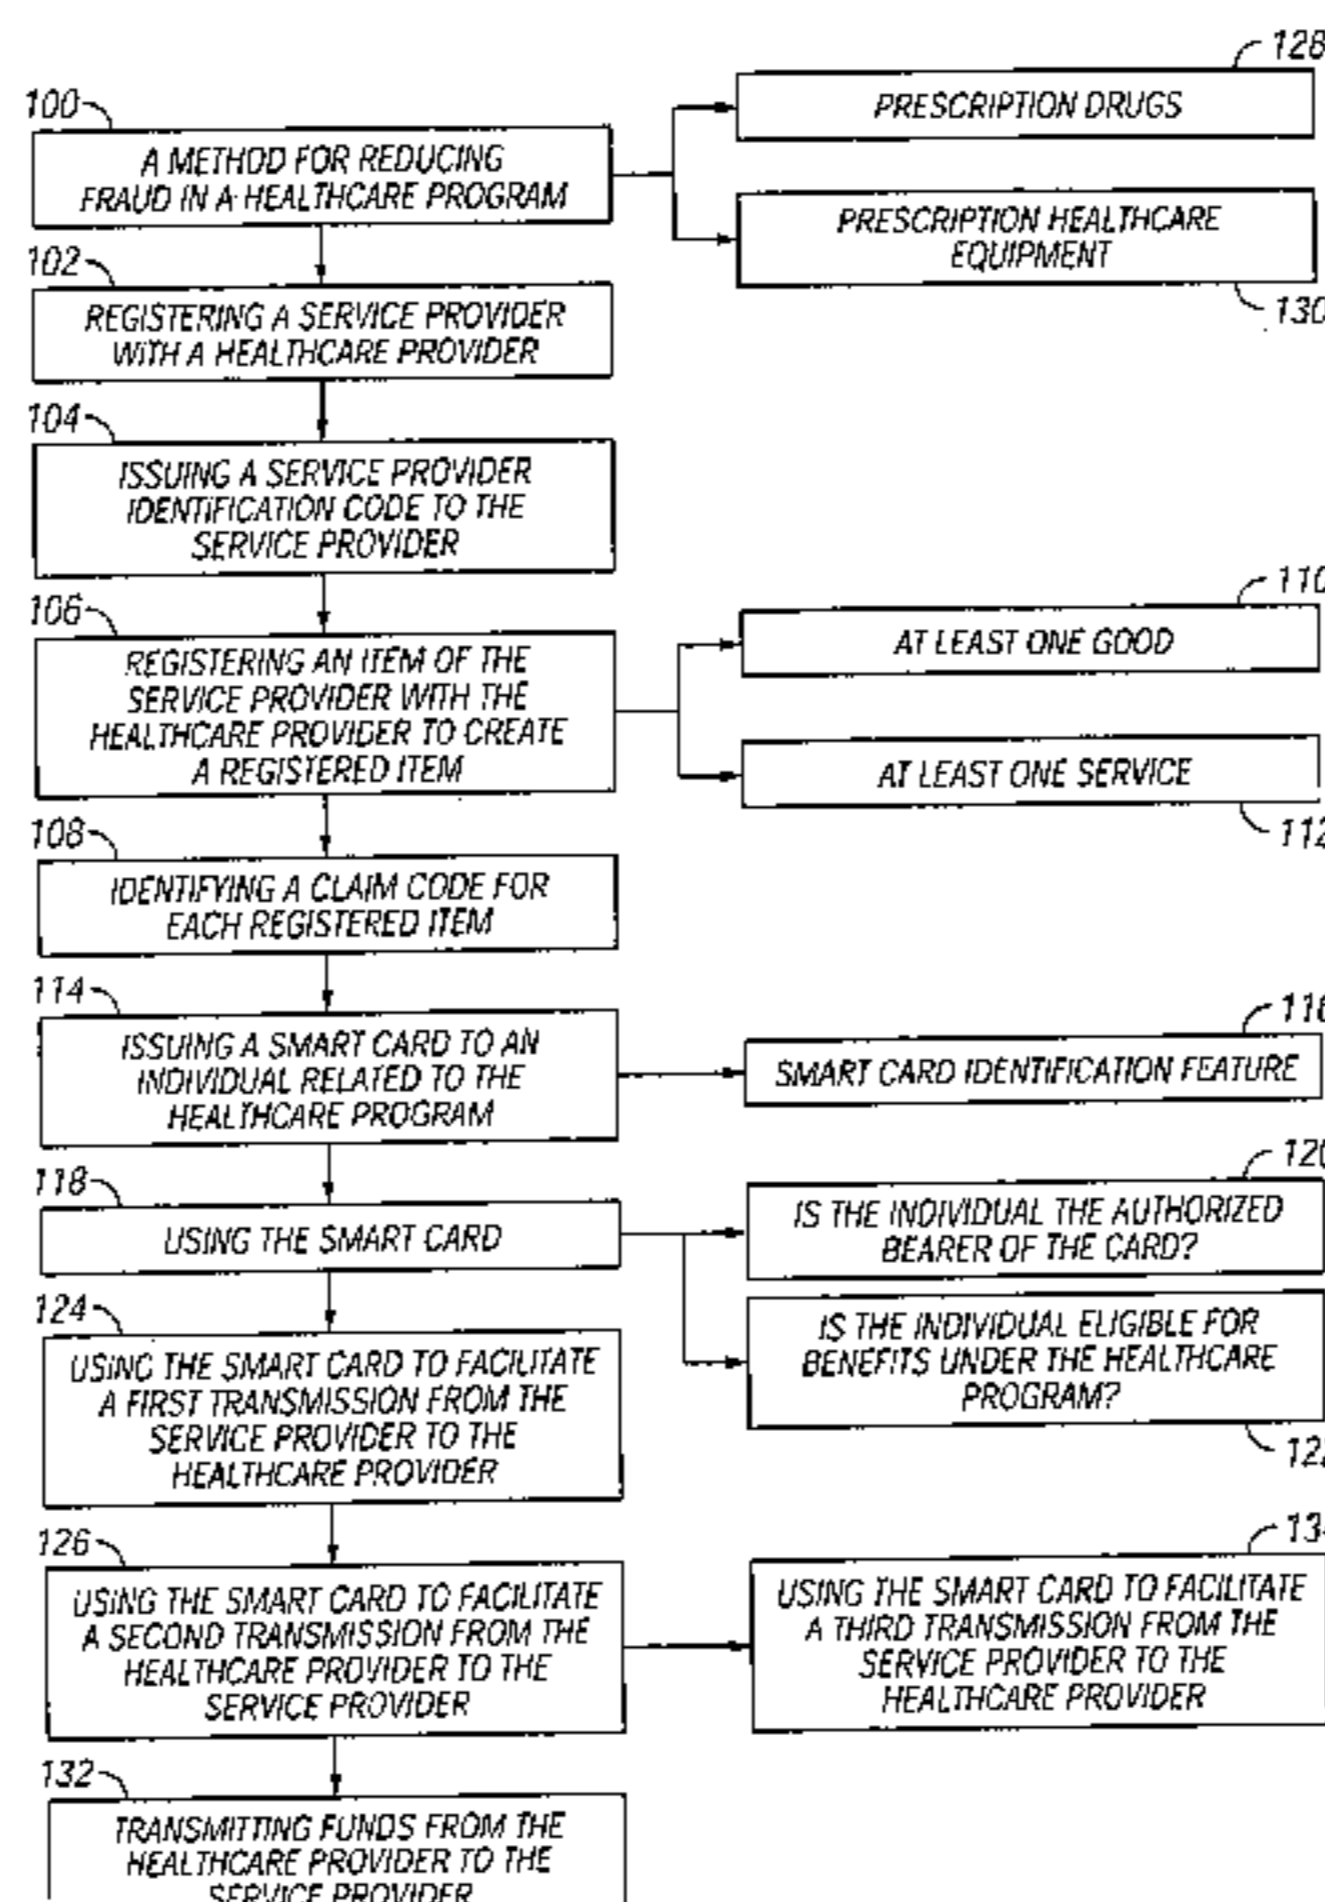 100
A METHOD FOR REDUCING
FRAUD IN A HEALTHCARE PROGRAM
128
PRESCRIPTION DRUGS
PRESCRIPTION HEALTHCARE
EQUIPMENT
130
102
REGISTERING A SERVICE PROVIDER
WITH A HEALTHCARE PROVIDER
104
ISSUING A SERVICE PROVIDER
IDENTIFICATION CODE TO THE
SERVICE PROVIDER
106
REGISTERING AN ITEM OF THE
SERVICE PROVIDER WITH THE
HEALTHCARE PROVIDER TO CREATE
A REGISTERED ITEM
110
AT LEAST ONE GOOD
AT LEAST ONE SERVICE
112
108
IDENTIFYING A CLAIM CODE FOR
EACH REGISTERED ITEM
114
ISSUING A SMART CARD TO AN
INDIVIDUAL RELATED TO THE
HEALTHCARE PROGRAM
116
SMART CARD IDENTIFICATION FEATURE
118
USING THE SMART CARD
120
IS THE INDIVIDUAL THE AUTHORIZED
BEARER OF THE CARD?
IS THE INDIVIDUAL ELIGIBLE FOR
BENEFITS UNDER THE HEALTHCARE
PROGRAM?
122
124
USING THE SMART CARD TO FACILITATE
A FIRST TRANSMISSION FROM THE
SERVICE PROVIDER TO THE
HEALTHCARE PROVIDER
126
USING THE SMART CARD TO FACILITATE
A SECOND TRANSMISSION FROM THE
HEALTHCARE PROVIDER TO THE
SERVICE PROVIDER
USING THE SMART CARD TO FACILITATE
A THIRD TRANSMISSION FROM THE
SERVICE PROVIDER TO THE
HEALTHCARE PROVIDER
132
TRANSMITTING FUNDS FROM THE
HEALTHCARE PROVIDER TO THE
SERVICE PROVIDER